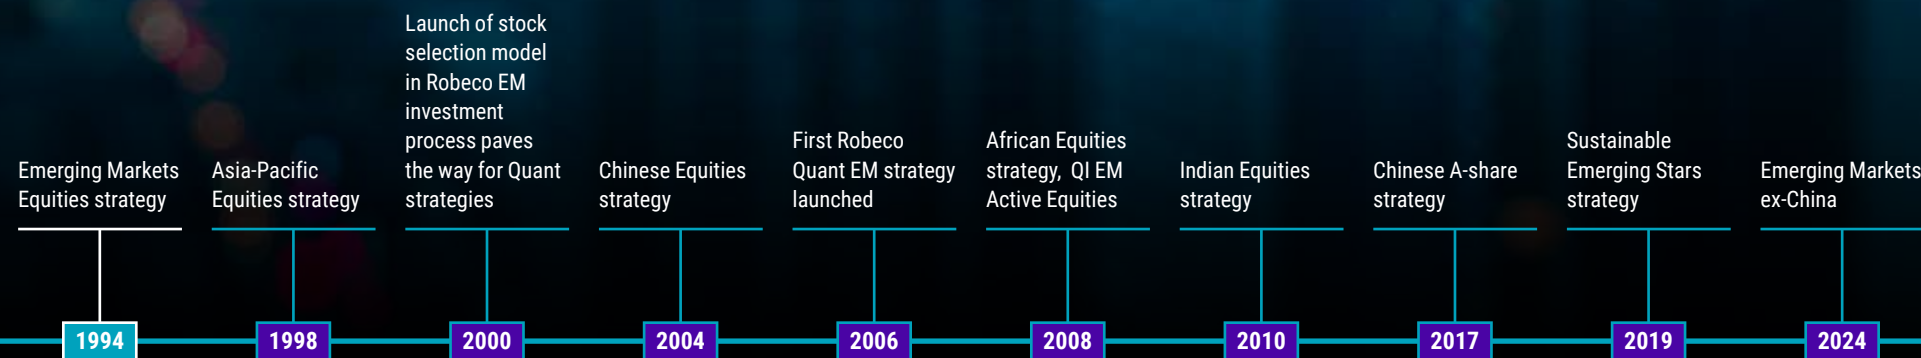 Emerging Markets
Equities strategy
Asia-Pacific
Equities strategy
Launch of stock
selection model
in Robeco EM
investment
process paves
the way for Quant
strategies
Chinese Equities
strategy
First Robeco
Quant EM strategy
launched
African Equities
strategy, QI EM
Active Equities
Indian Equities
strategy
Chinese A-share
strategy
Sustainable
Emerging Stars
strategy
Emerging Markets
ex-China
1994
1998
2000
2004
2006
2008
2010
2017
2019
2024